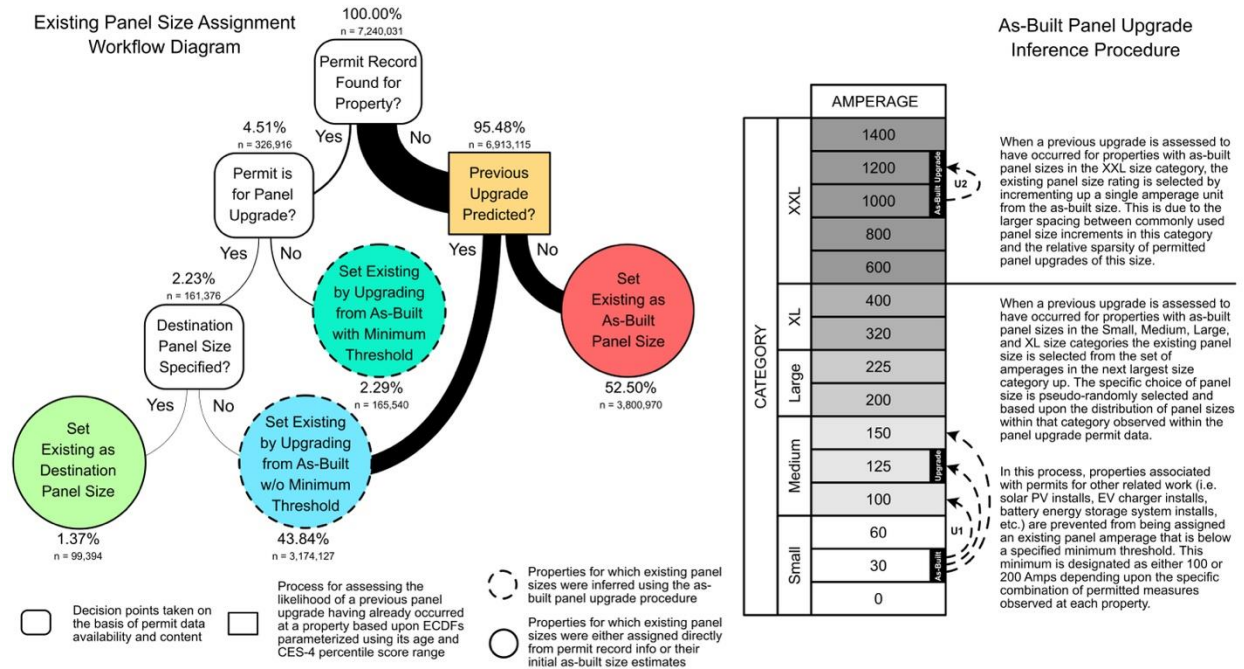 Existing Panel Size Assignment
Workflow Diagram
100.00%
n = 7,240,031
Permit Record
Found for
Property?
Yes
No
4.51%
n = 326,916
95.48%
n = 6,913,115
Permit is
for Panel
Upgrade?
Previous
Upgrade
Predicted?
Yes
No
Yes
No
2.23%
n = 161,376
Destination
Panel Size
Specified?
Set Existing
by Upgrading
from As-Built
with Minimum
Threshold
2.29%
n = 165,540
Set
Existing as
As-Built
Panel Size
52.50%
n = 3,800,970
Yes
No
Set
Existing as
Destination
Panel Size
1.37%
n = 99,394
Set Existing
by Upgrading
from As-Built
w/o Minimum
Threshold
43.84%
n = 3,174,127
Decision points taken on
the basis of permit data
availability and content
Process for assessing the
likelihood of a previous panel
upgrade having already occurred
at a property based upon ECDFs
parameterized using its age and
CES-4 percentile score range
Properties for which existing panel
sizes were inferred using the as-
built panel upgrade procedure
Properties for which existing panel
sizes were either assigned directly
from permit record info or their
initial as-built size estimates
As-Built Panel Upgrade
Inference Procedure
AMPERAGE
CATEGORY
XXL
1400
1200
1000
800
600
As-Built Upgrade
U2
XL
400
320
Large
225
200
Medium
150
125
100
Upgrade
U1
Small
60
30
0
As-Built
When a previous upgrade is assessed to
have occurred for properties with as-built
panel sizes in the XXL size category, the
existing panel size rating is selected by
incrementing up a single amperage unit
from the as-built size. This is due to the
larger spacing between commonly used
panel size increments in this category
and the relative sparsity of permitted
panel upgrades of this size.
When a previous upgrade is assessed to
have occurred for properties with as-built
panel sizes in the Small, Medium, Large,
and XL size categories the existing panel
size is selected from the set of
amperages in the next largest size
category up. The specific choice of panel
size is pseudo-randomly selected and
based upon the distribution of panel sizes
within that category observed within the
panel upgrade permit data.
In this process, properties associated
with permits for other related work (i.e.
solar PV installs, EV charger installs,
battery energy storage system installs,
etc.) are prevented from being assigned
an existing panel amperage that is below
a specified minimum threshold. This
minimum is designated as either 100 or
200 Amps depending upon the specific
combination of permitted measures
observed at each property.